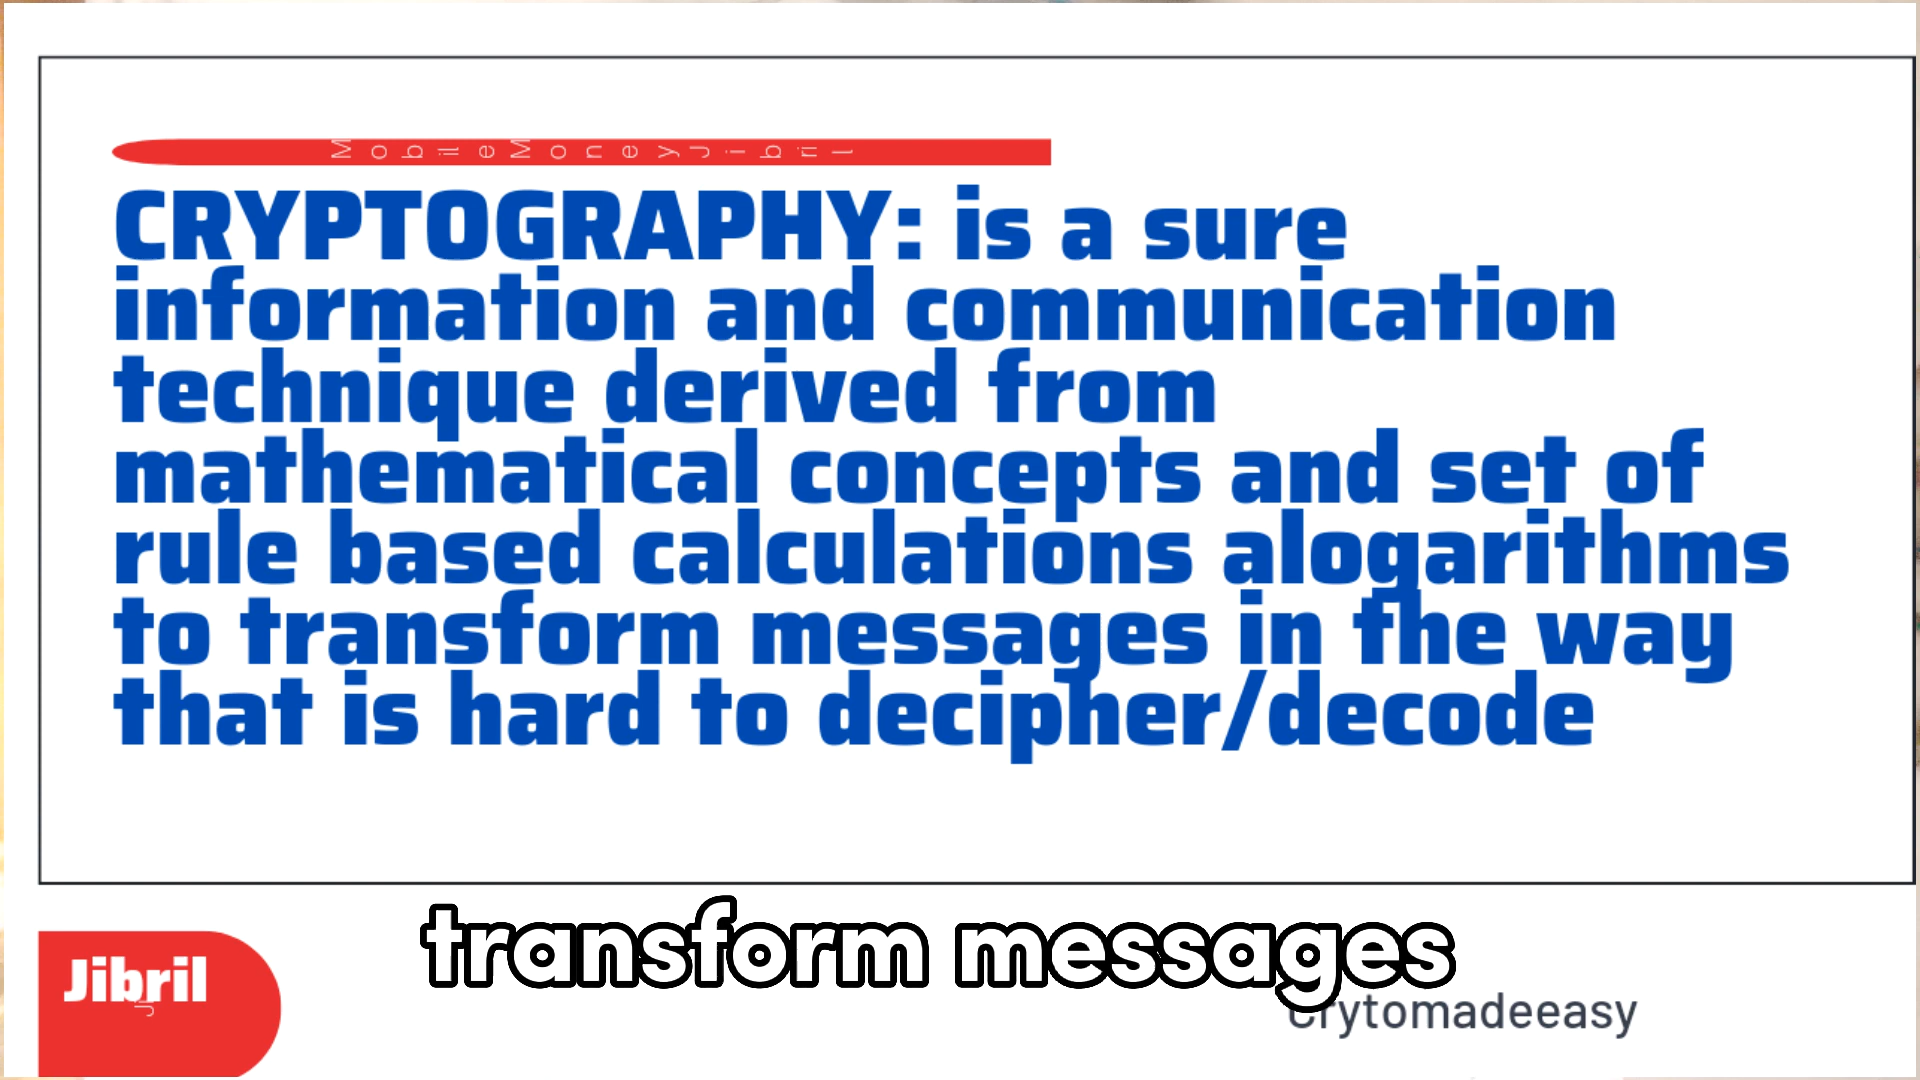 MobileMoneyJibril
CRYPTOGRAPHY: is a sure
information and communication
technique derived from
mathematical concepts and set of
rule based calculations alogarithms
to transform messages in the way
that is hard to decipher/decode
transform messages
Jibril
Crytomadeeasy